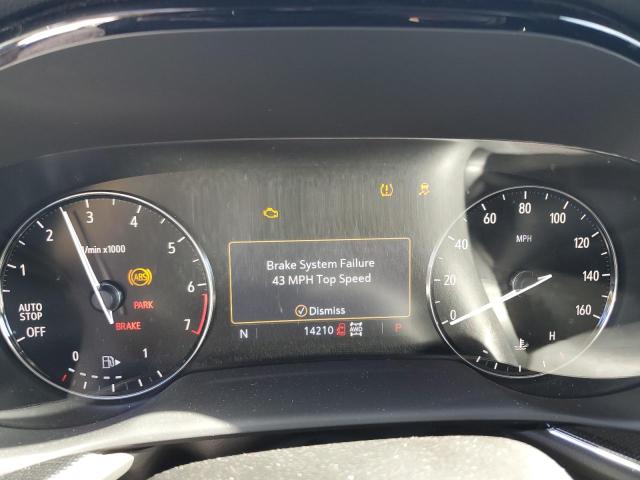 1 2 3 4 5 6 7
r/min x1000
ABS
PARK
BRAKE
AUTO
STOP
OFF
0 1
Brake System Failure
43 MPH Top Speed
Dismiss
N 14210 AWD P
0 40 60 80 100 120 140 160
MPH
H